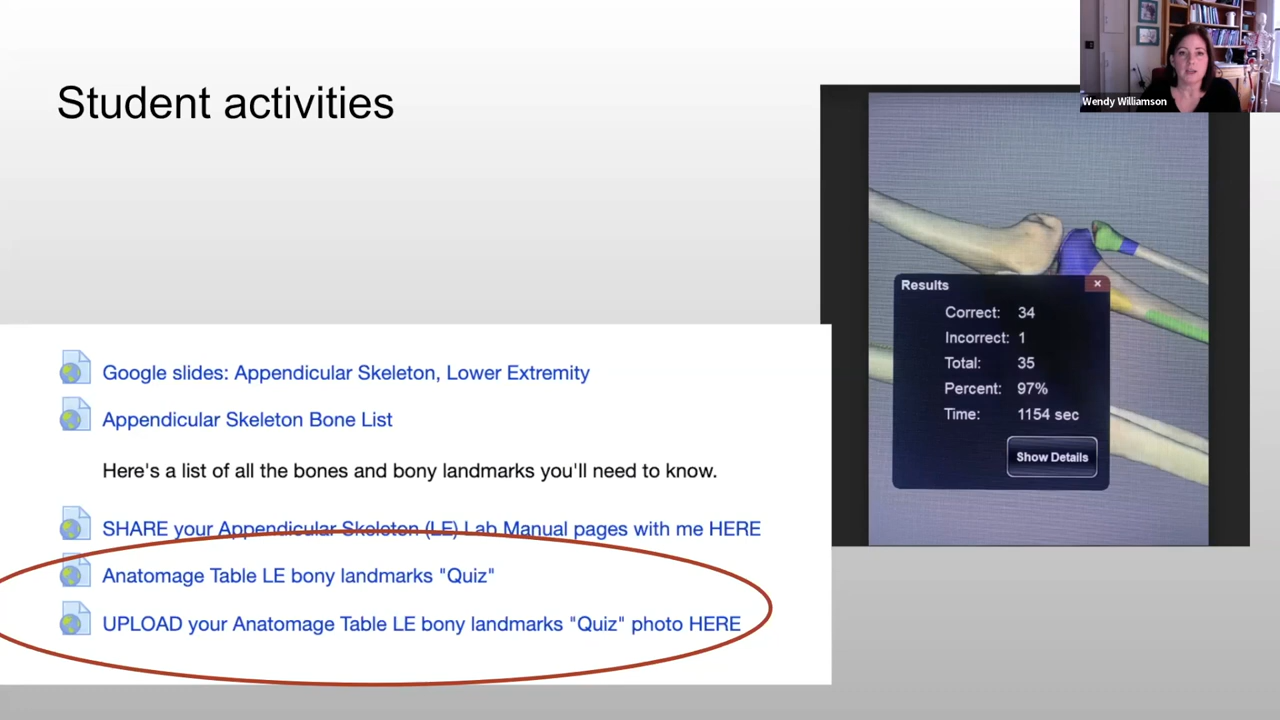 Student activities
Wendy Williamson
Results
Correct: 34
Incorrect: 1
Total: 35
Percent: 97%
Time: 1154 sec
Show Details
Google slides: Appendicular Skeleton, Lower Extremity
Appendicular Skeleton Bone List
Here's a list of all the bones and bony landmarks you'll need to know.
SHARE your Appendicular Skeleton (LE) Lab Manual pages with me HERE
Anatomage Table LE bony landmarks "Quiz"
UPLOAD your Anatomage Table LE bony landmarks "Quiz" photo HERE